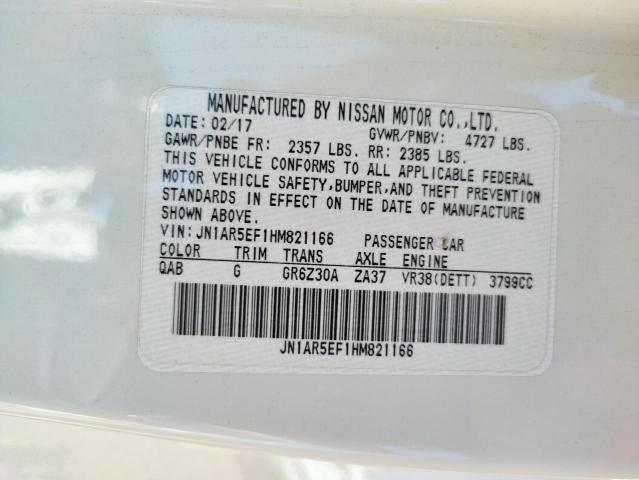 MANUFACTURED BY NISSAN MOTOR CO.,LTD.
DATE: 02/17 GVWR/PNBV: 4727 LBS.
GAWR/PNBE FR: 2357 LBS. RR: 2385 LBS.
THIS VEHICLE CONFORMS TO ALL APPLICABLE FEDERAL
MOTOR VEHICLE SAFETY,BUMPER,AND THEFT PREVENTION
STANDARDS IN EFFECT ON THE DATE OF MANUFACTURE
SHOWN ABOVE.
VIN: JN1AR5EF1HM821166 PASSENGER CAR
COLOR TRIM TRANS AXLE ENGINE
QAB G GR6Z30A ZA37 VR38(DETT) 3799CC
JN1AR5EF1HM821166